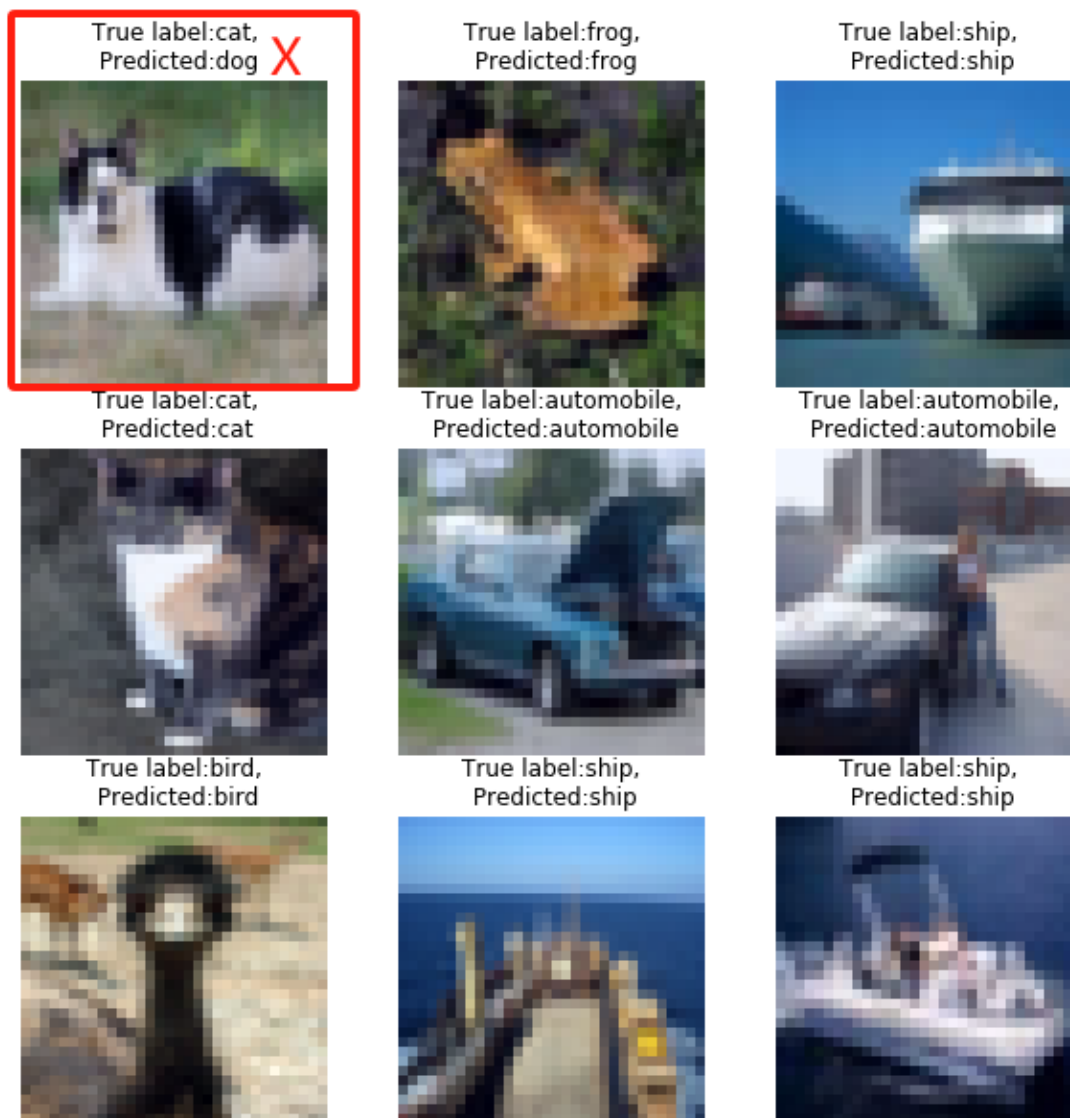 True label:cat,
Predicted:dog X
True label:frog,
Predicted:frog
True label:ship,
Predicted:ship
True label:cat,
Predicted:cat
True label:automobile,
Predicted:automobile
True label:automobile,
Predicted:automobile
True label:bird,
Predicted:bird
True label:ship,
Predicted:ship
True label:ship,
Predicted:ship